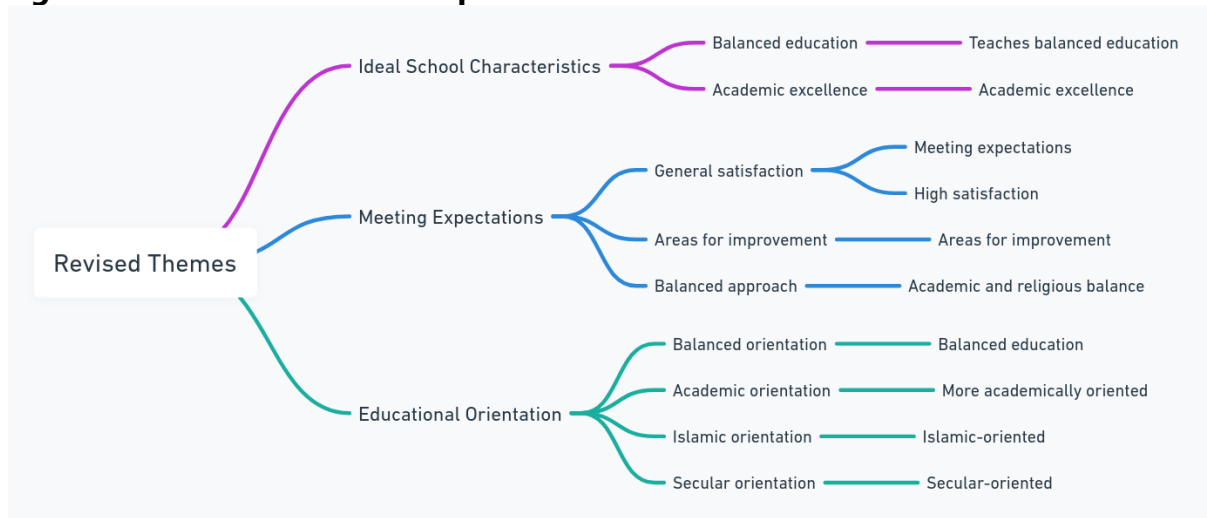 Revised Themes
Ideal School Characteristics
Balanced education
Teaches balanced education
Academic excellence
Academic excellence
Meeting Expectations
General satisfaction
Meeting expectations
High satisfaction
Areas for improvement
Areas for improvement
Balanced approach
Academic and religious balance
Educational Orientation
Balanced orientation
Balanced education
Academic orientation
More academically oriented
Islamic orientation
Islamic-oriented
Secular orientation
Secular-oriented